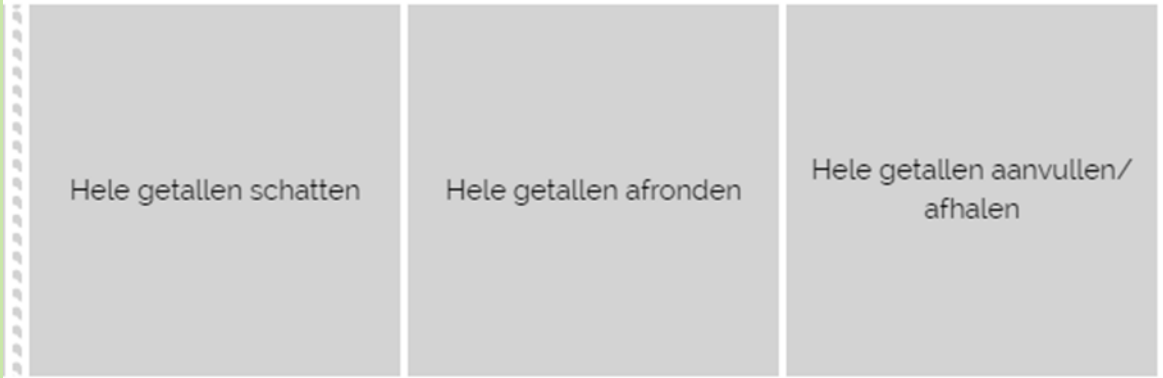 Hele getallen schatten
Hele getallen afronden
Hele getallen aanvullen/
afhalen